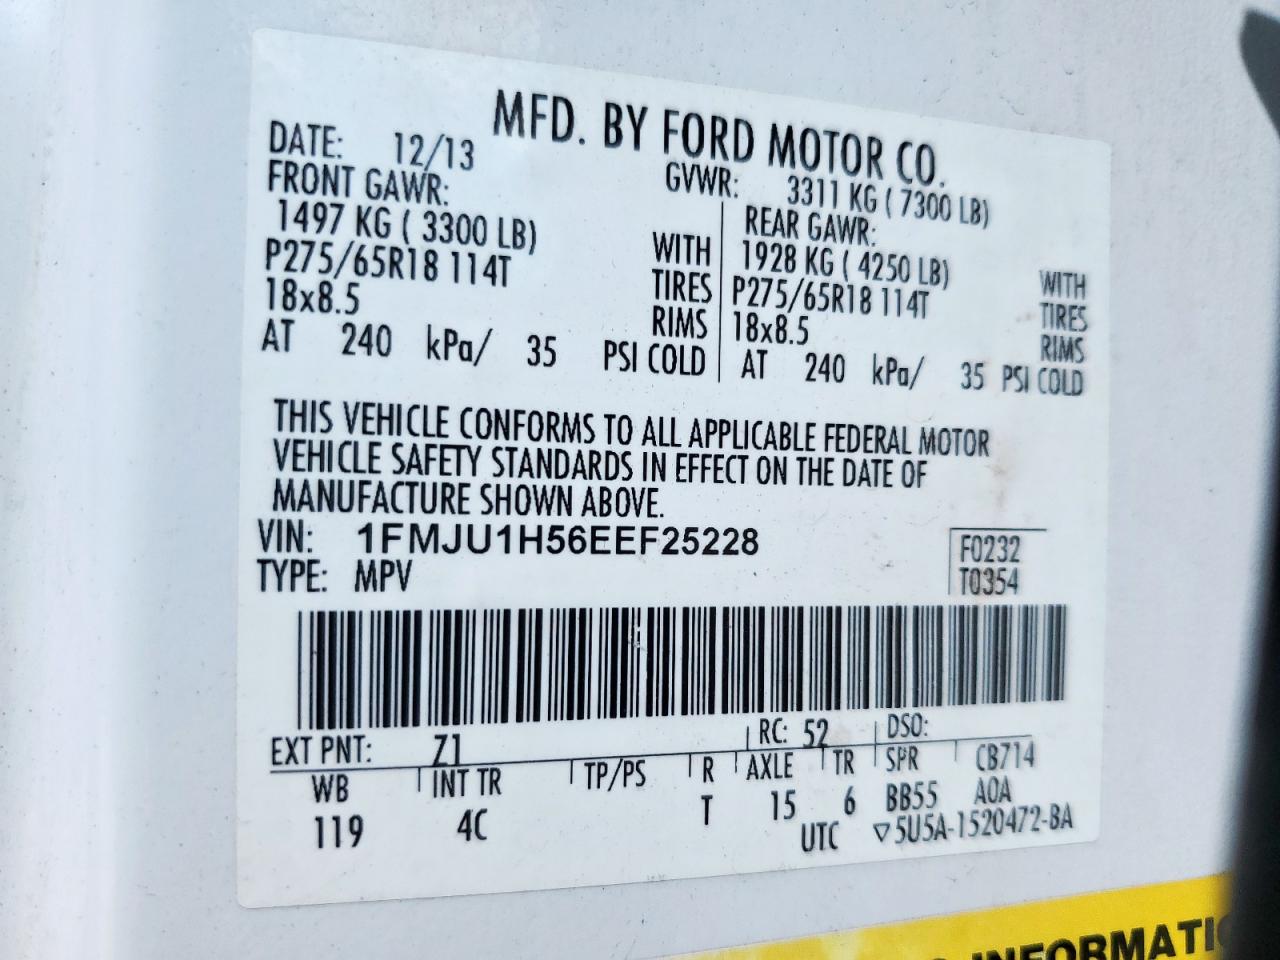 MFD. BY FORD MOTOR CO.
DATE: 12/13
GVWR: 3311 KG ( 7300 LB)
FRONT GAWR:
1497 KG ( 3300 LB) WITH
P275/65R18 114T TIRES
18x8.5 RIMS
AT 240 kPa/ 35 PSI COLD
REAR GAWR:
1928 KG ( 4250 LB) WITH
P275/65R18 114T TIRES
18x8.5 RIMS
AT 240 kPa/ 35 PSI COLD
THIS VEHICLE CONFORMS TO ALL APPLICABLE FEDERAL MOTOR
VEHICLE SAFETY STANDARDS IN EFFECT ON THE DATE OF
MANUFACTURE SHOWN ABOVE.
VIN: 1FMJU1H56EEF25228
TYPE: MPV
F0232
T0354
EXT PNT: Z1 RC: 52 DSO:
WB INT TR TP/PS R AXLE TR SPR CB714
119 4C T 15 6 BB55 A0A
UTC ▽5U5A-1520472-BA
INFORMATI